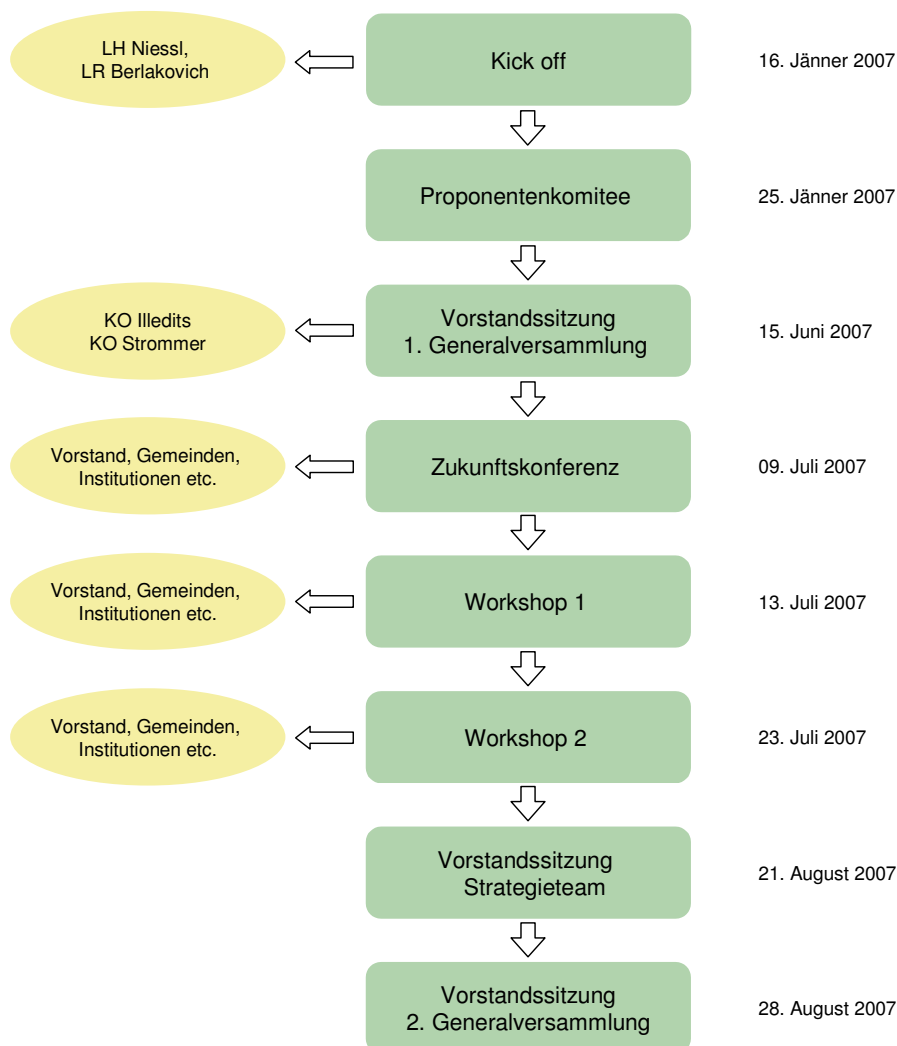 LH Niessl,
LR Berlakovich
Kick off
16. Jänner 2007
Proponentenkomitee
25. Jänner 2007
KO Illedits
KO Strommer
Vorstandssitzung
1. Generalversammlung
15. Juni 2007
Vorstand, Gemeinden,
Institutionen etc.
Zukunftskonferenz
09. Juli 2007
Vorstand, Gemeinden,
Institutionen etc.
Workshop 1
13. Juli 2007
Vorstand, Gemeinden,
Institutionen etc.
Workshop 2
23. Juli 2007
Vorstandssitzung
Strategieteam
21. August 2007
Vorstandssitzung
2. Generalversammlung
28. August 2007